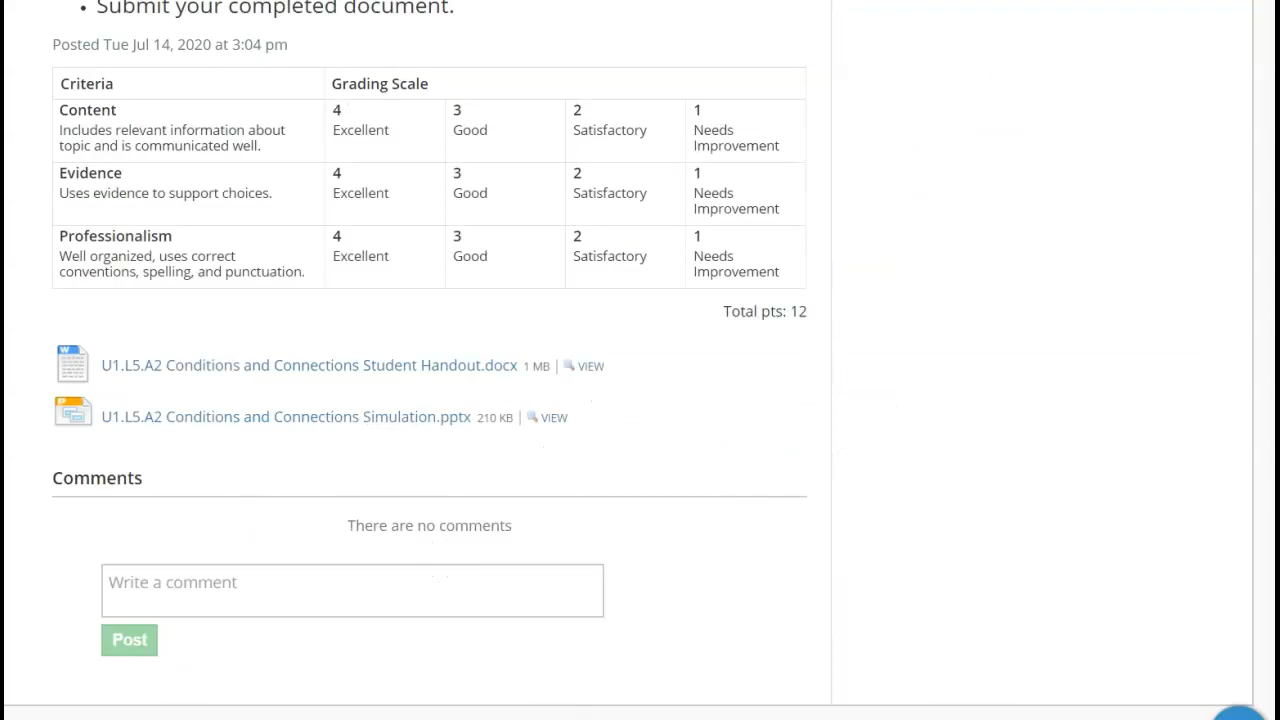 • Submit your completed document.
Posted Tue Jul 14, 2020 at 3:04 pm
Criteria Grading Scale
Content 4 3 2 1
Includes relevant information about Excellent Good Satisfactory Needs
topic and is communicated well. Improvement
Evidence 4 3 2 1
Uses evidence to support choices. Excellent Good Satisfactory Needs
Improvement
Professionalism 4 3 2 1
Well organized, uses correct Excellent Good Satisfactory Needs
conventions, spelling, and punctuation. Improvement
Total pts: 12
U1.L5.A2 Conditions and Connections Student Handout.docx 1 MB | VIEW
U1.L5.A2 Conditions and Connections Simulation.pptx 210 KB | VIEW
Comments
There are no comments
Write a comment
Post